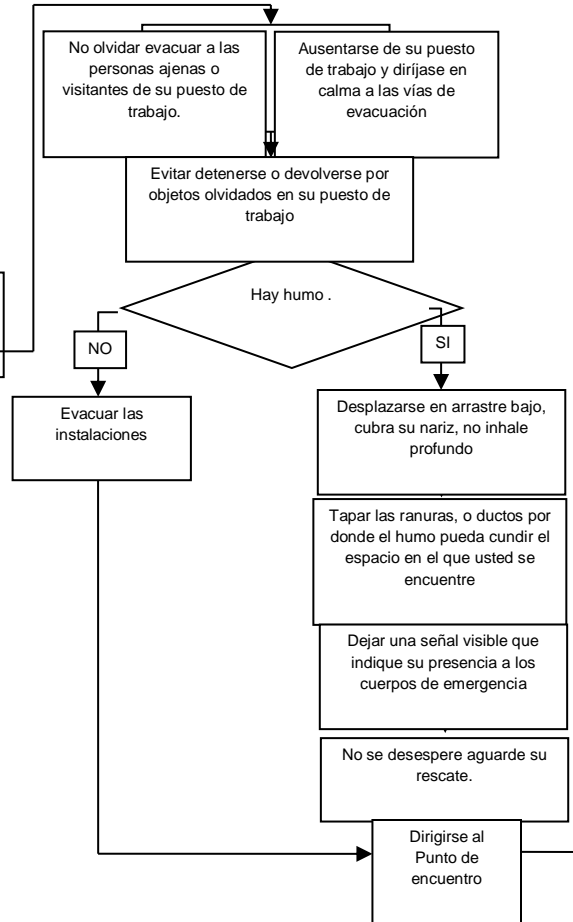 No olvidar evacuar a las
personas ajenas o
visitantes de su puesto de
trabajo.
Ausentarse de su puesto
de trabajo y diríjase en
calma a las vías de
evacuación
Evitar detenerse o devolverse por
objetos olvidados en su puesto de
trabajo
Hay humo .
NO
SI
Evacuar las
instalaciones
Desplazarse en arrastre bajo,
cubra su nariz, no inhale
profundo
Tapar las ranuras, o ductos por
donde el humo pueda cundir el
espacio en el que usted se
encuentre
Dejar una señal visible que
indique su presencia a los
cuerpos de emergencia
No se desespere aguarde su
rescate.
Dirigirse al
Punto de
encuentro